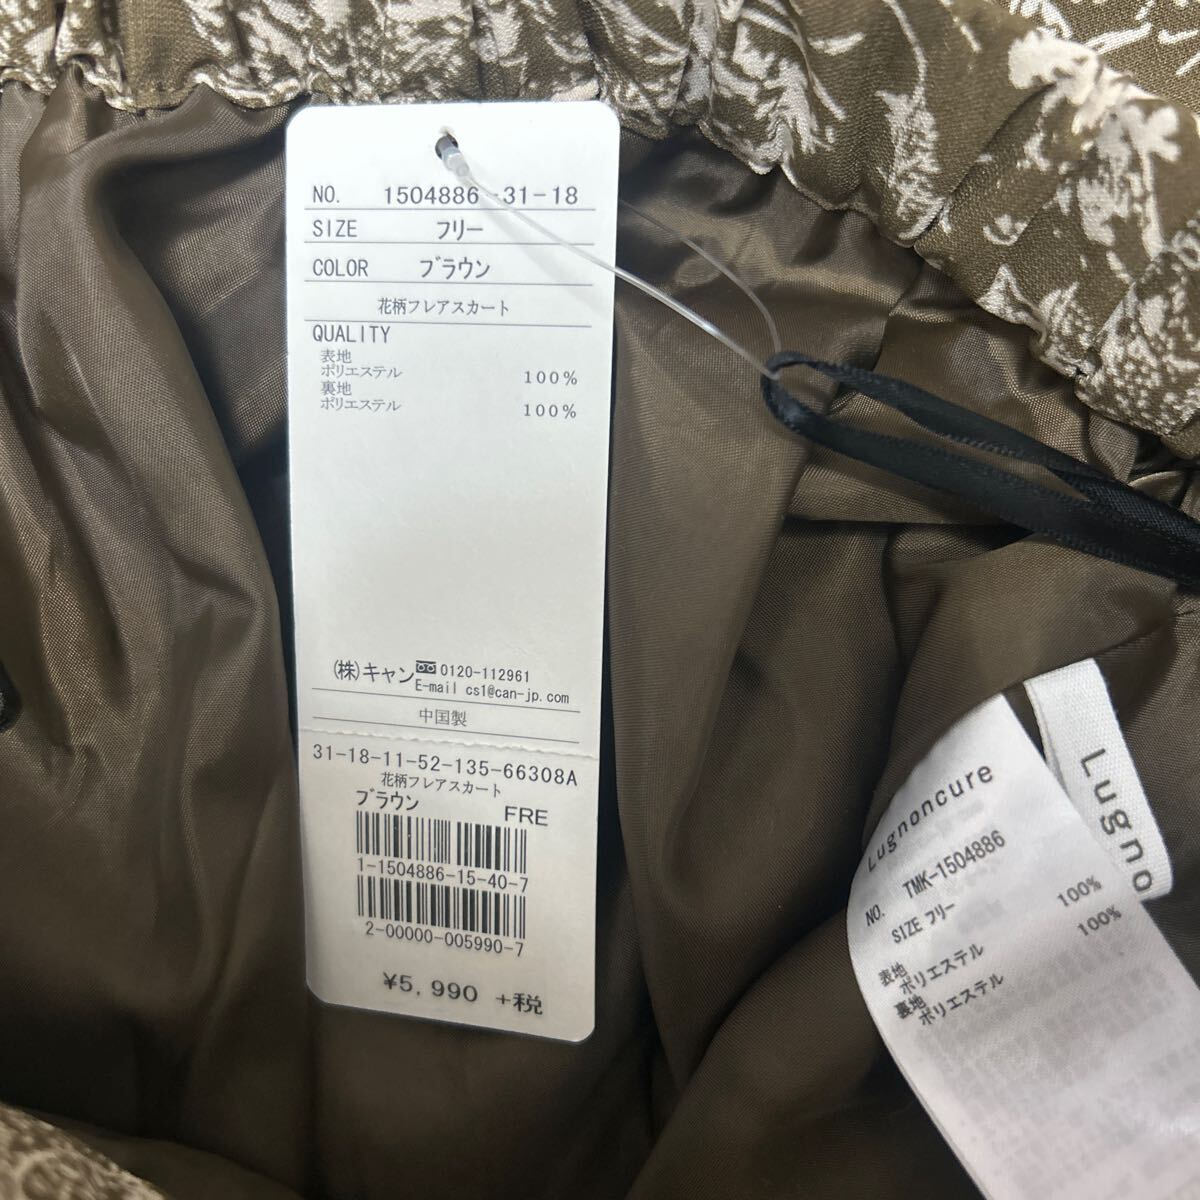 NO. 1504886-31-18
SIZE フリー
COLOR ブラウン
花柄フレアスカート
QUALITY
表地
ポリエステル 100%
裏地
ポリエステル 100%
(株)キャン 0120-112961
E-mail cs1@can-jp.com
中国製
31-18-11-52-135-66308A
花柄フレアスカート
ブラウン
FRE
1-1504886-15-40-7
2-00000-005990-7
¥5,990 +税
Lugno
Lugnoncure
NO. TMK-1504886
SIZE フリー
表地
ポリエステル 100%
裏地
ポリエステル 100%